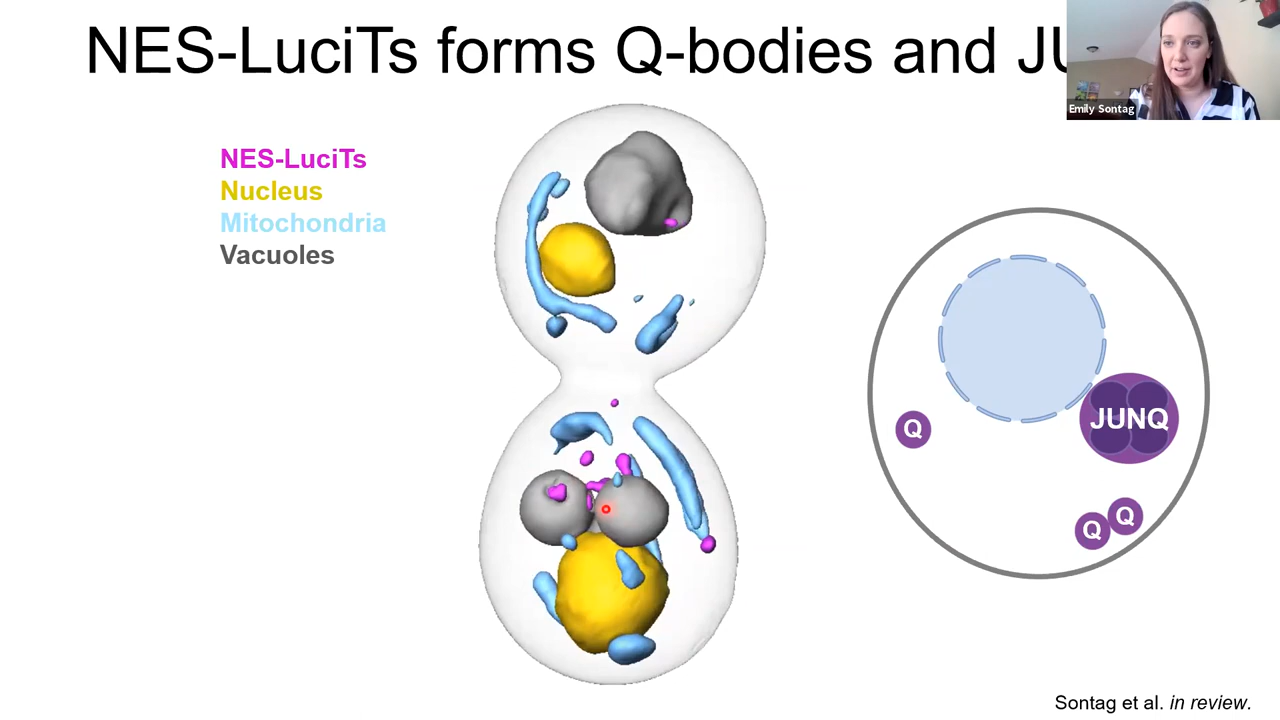 NES-LuciTs forms Q-bodies and JU
Emily Sontag
NES-LuciTs
Nucleus
Mitochondria
Vacuoles
JUNQ
Q
Q
Q
Sontag et al. in review.